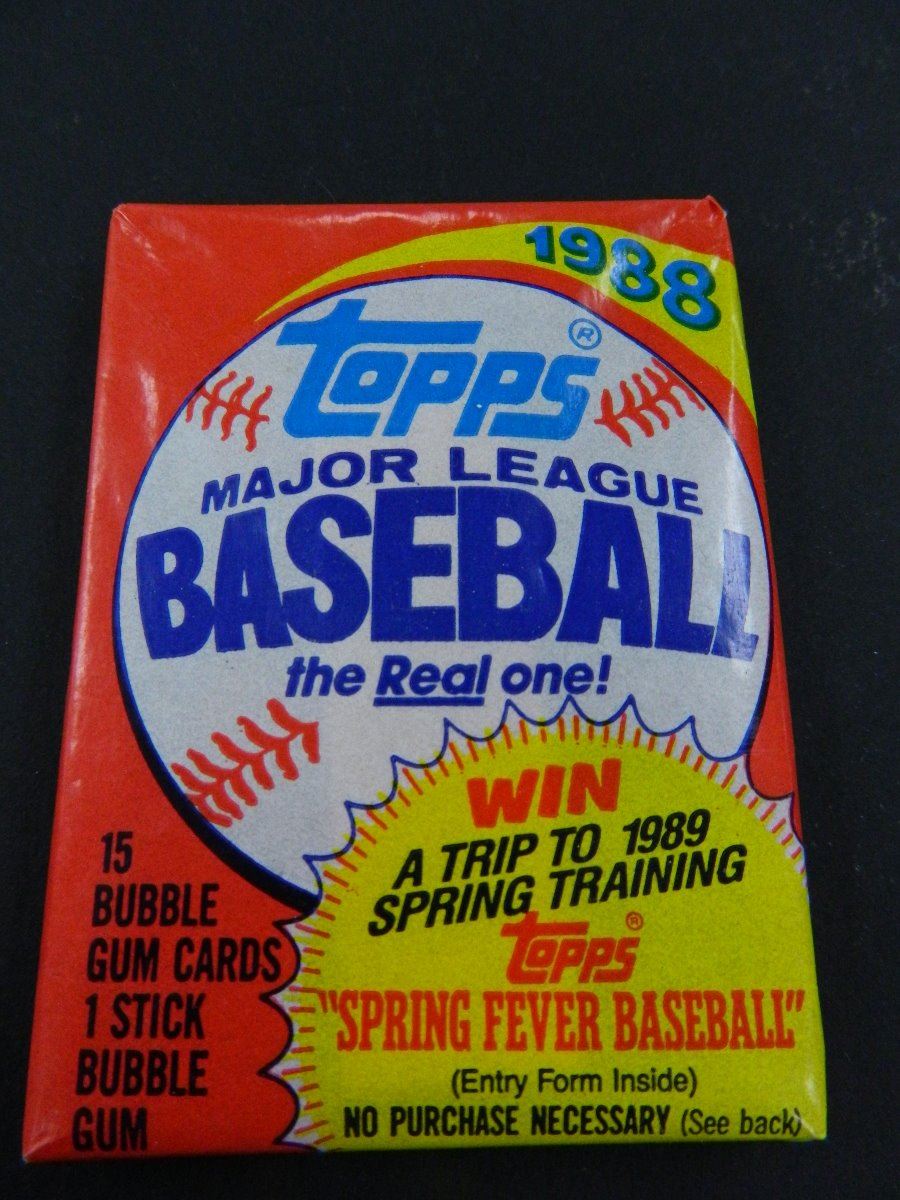 1988
topps®
MAJOR LEAGUE
BASEBALL
the Real one!
15
BUBBLE
GUM CARDS
1 STICK
BUBBLE
GUM
WIN
A TRIP TO 1989
SPRING TRAINING
topps®
"SPRING FEVER BASEBALL"
(Entry Form Inside)
NO PURCHASE NECESSARY (See back)